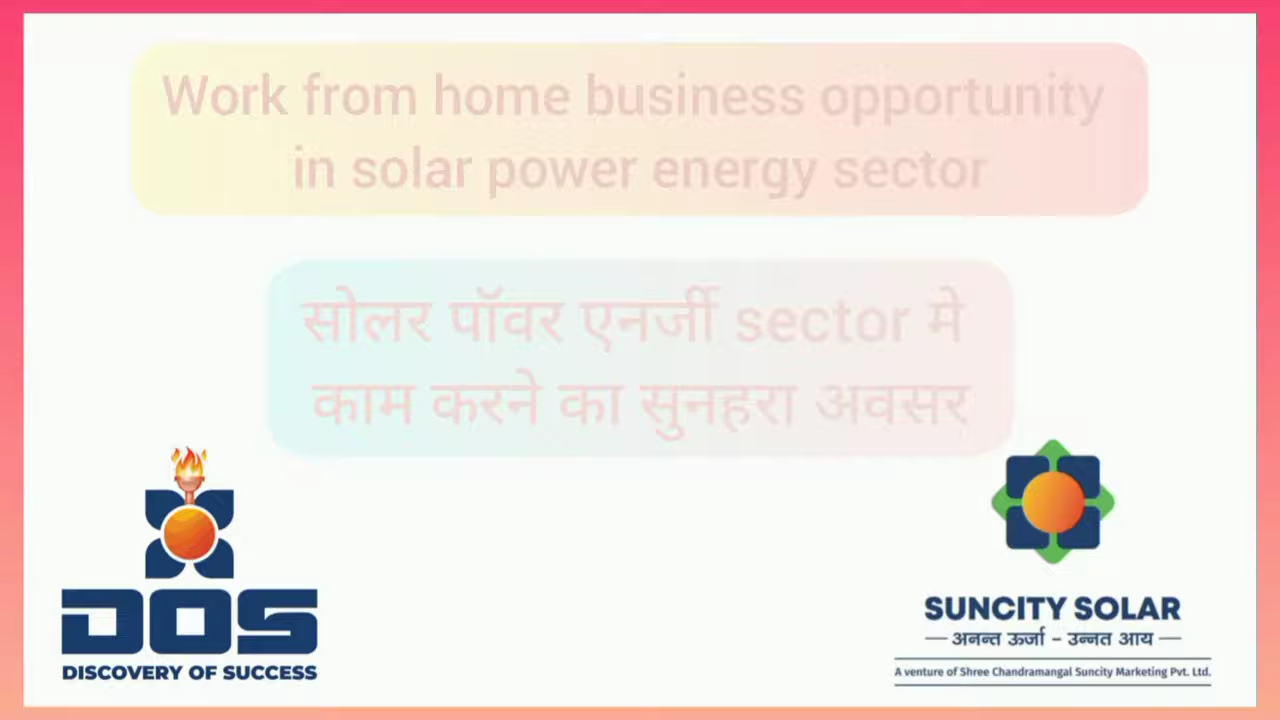 Work from home business opportunity
in solar power energy sector
सोलर पॉवर एनर्जी sector मे
काम करने का सुनहरा अवसर
DOS
DISCOVERY OF SUCCESS
SUNCITY SOLAR
अनन्त ऊर्जा - उन्नत आय
A venture of Shree Chandramangal Suncity Marketing Pvt. Ltd.